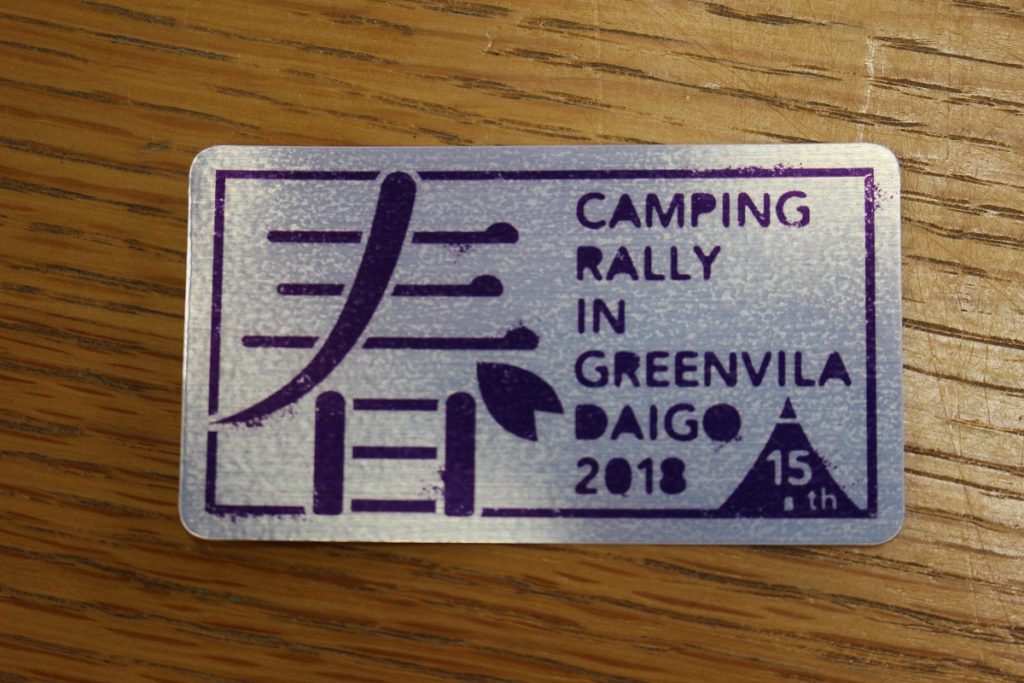 春
CAMPING
RALLY
IN
GREENVILA
DAIGO
2018
15
th